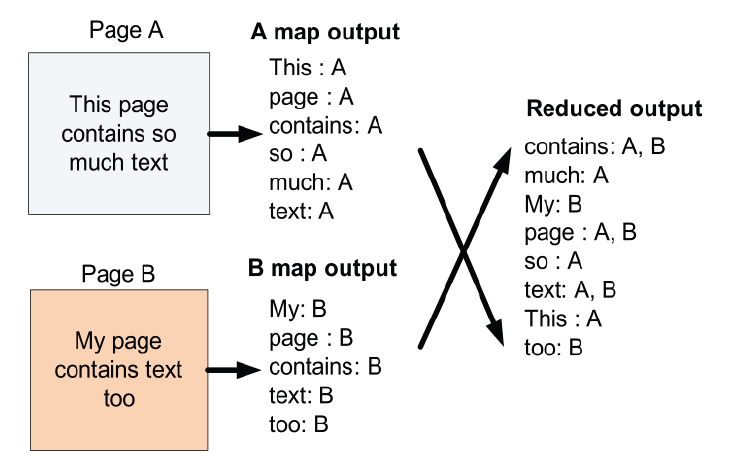 Page A
This page
contains so
much text
A map output
This : A
page : A
contains: A
so : A
much: A
text: A
Page B
My page
contains text
too
B map output
My: B
page : B
contains: B
text: B
too: B
Reduced output
contains: A, B
much: A
My: B
page : A, B
so : A
text: A, B
This : A
too: B